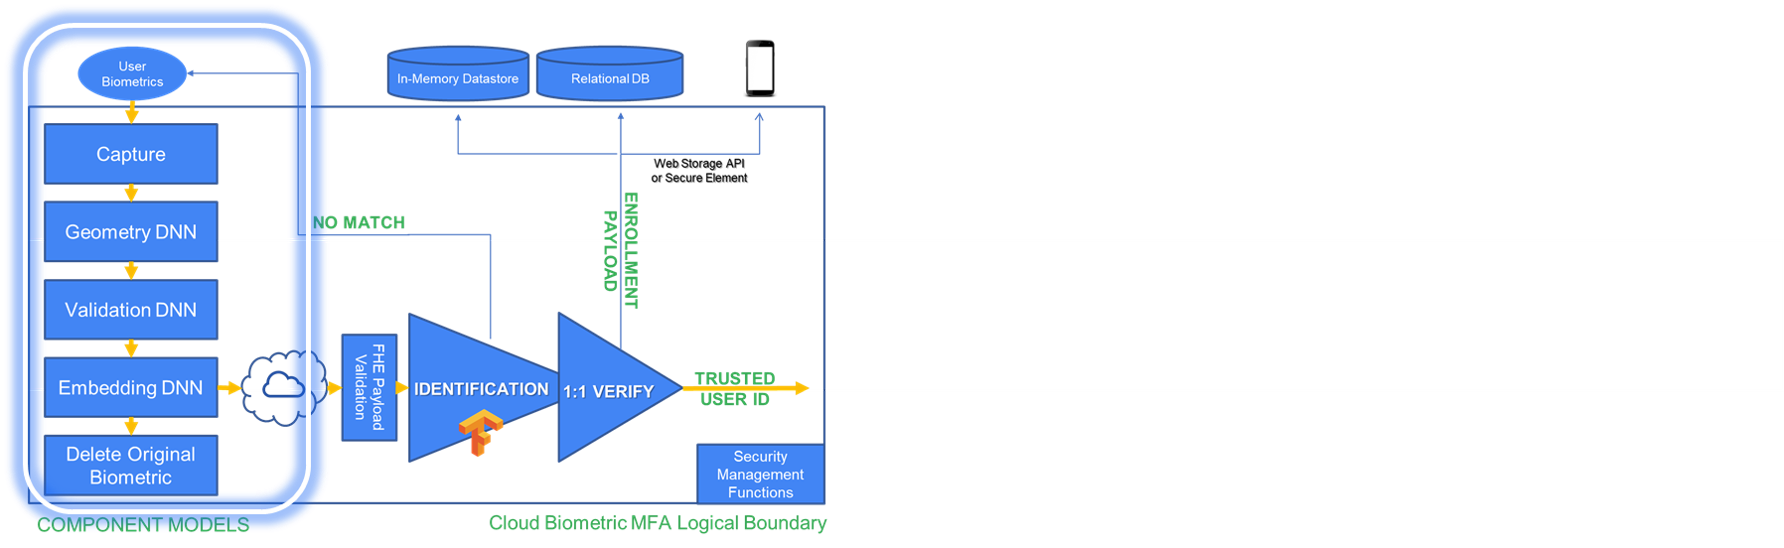 User
Biometrics
In-Memory Datastore
Relational DB
Capture
Web Storage API
or Secure Element
Geometry DNN
NO MATCH
ENROLLMENT
PAYLOAD
Validation DNN
FHE Payload
Validation
Embedding DNN
IDENTIFICATION
1:1 VERIFY
TRUSTED
USER ID
Delete Original
Biometric
Security
Management
Functions
COMPONENT MODELS
Cloud Biometric MFA Logical Boundary